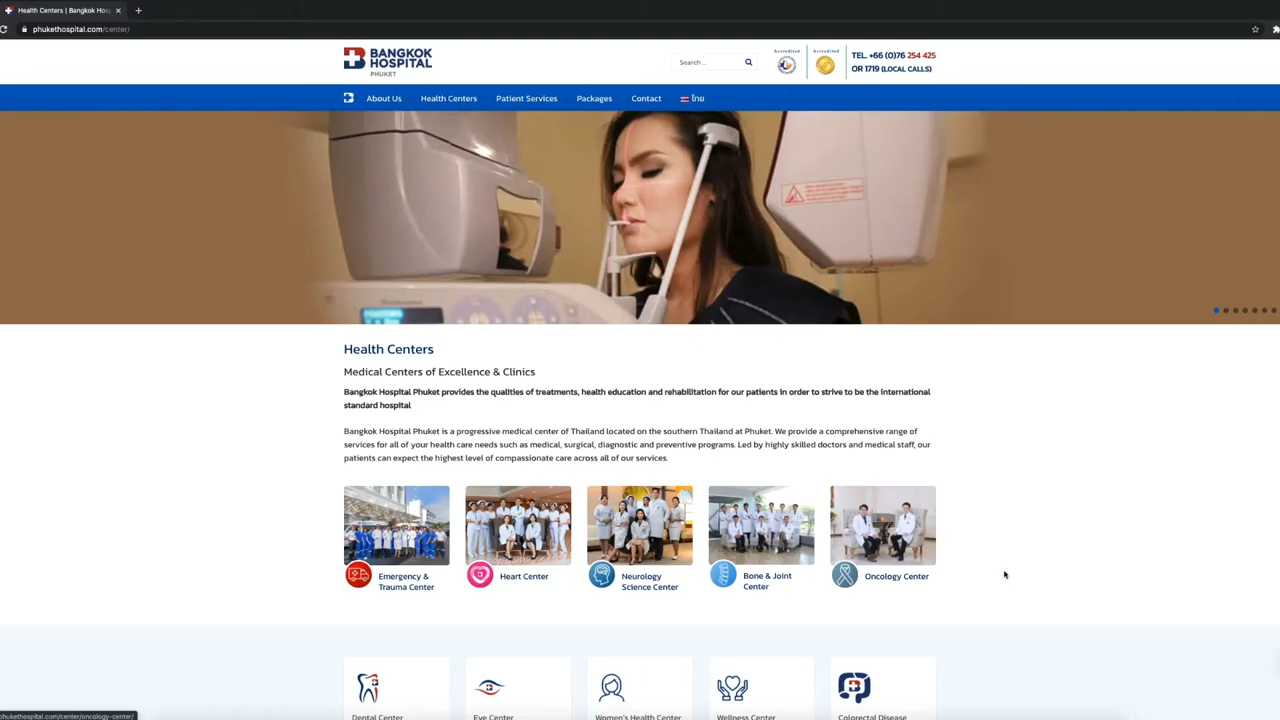 Health Centers | Bangkok Hos
phukethospital.com/center/
BANGKOK
HOSPITAL
PHUKET
Search ...
Accredited
Accredited
TEL. +66 (0)76 254 425
OR 1719 (LOCAL CALLS)
About Us
Health Centers
Patient Services
Packages
Contact
ไทย
Health Centers
Medical Centers of Excellence & Clinics
Bangkok Hospital Phuket provides the qualities of treatments, health education and rehabilitation for our patients in order to strive to be the international
standard hospital
Bangkok Hospital Phuket is a progressive medical center of Thailand located on the southern Thailand at Phuket. We provide a comprehensive range of
services for all of your health care needs such as medical, surgical, diagnostic and preventive programs. Led by highly skilled doctors and medical staff, our
patients can expect the highest level of compassionate care across all of our services.
Emergency &
Trauma Center
Heart Center
Neurology
Science Center
Bone & Joint
Center
Oncology Center
Dental Center
Eye Center
Women's Health Center
Wellness Center
Colorectal Disease
phukethospital.com/center/oncology-center/